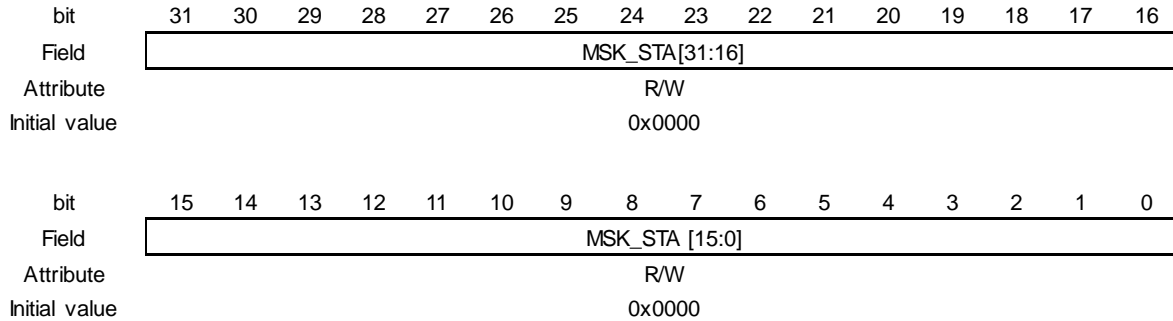 bit 31 30 29 28 27 26 25 24 23 22 21 20 19 18 17 16
Field MSK_STA[31:16]
Attribute R/W
Initial value 0x0000
bit 15 14 13 12 11 10 9 8 7 6 5 4 3 2 1 0
Field MSK_STA [15:0]
Attribute R/W
Initial value 0x0000